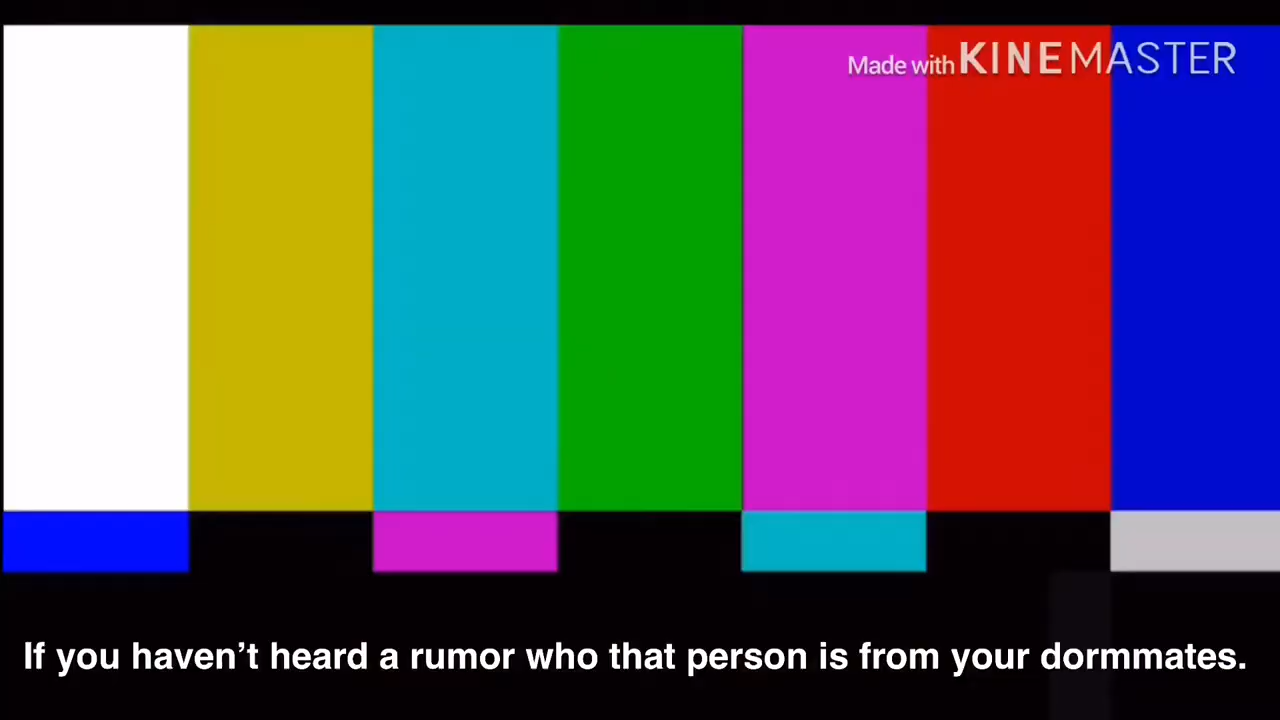 Made with KINEMASTER
If you haven’t heard a rumor who that person is from your dormmates.